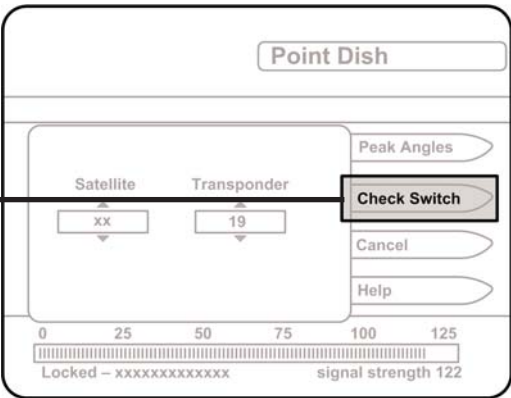 Point Dish
Peak Angles
Satellite Transponder
Check Switch
xx 19
Cancel
Help
0 25 50 75 100 125
Locked – xxxxxxxxxxxxx signal strength 122